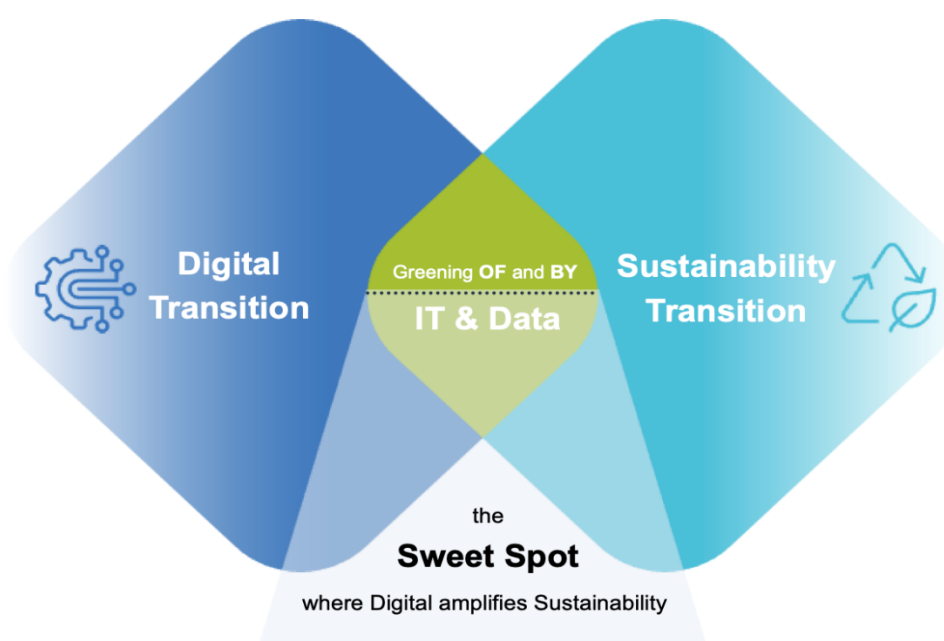 Digital
Transition
Greening OF and BY
IT & Data
Sustainability
Transition
the
Sweet Spot
where Digital amplifies Sustainability